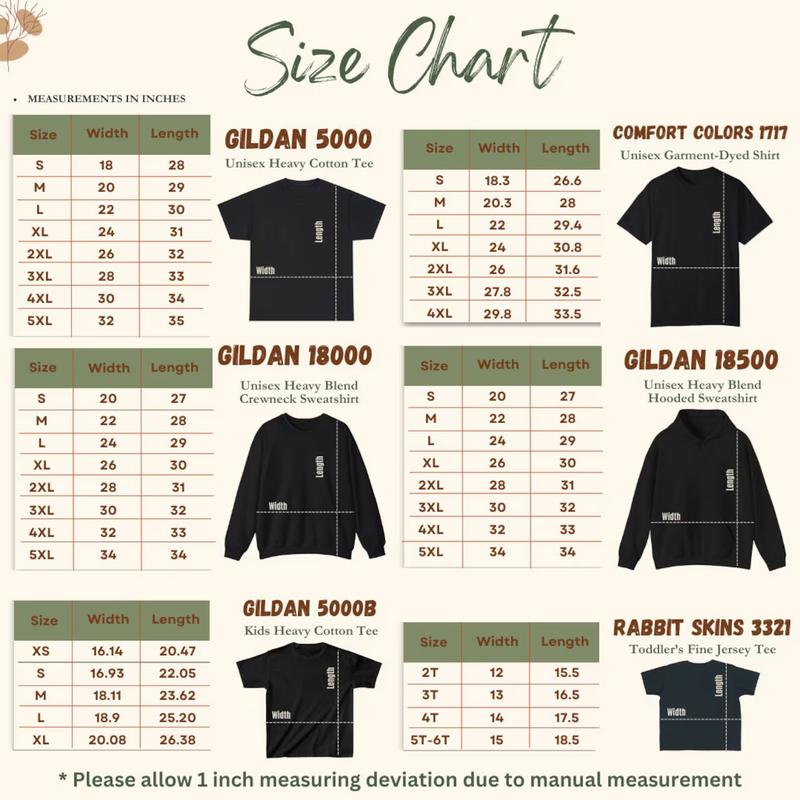 Size Chart
• MEASUREMENTS IN INCHES
Size Width Length
S 18 28
M 20 29
L 22 30
XL 24 31
2XL 26 32
3XL 28 33
4XL 30 34
5XL 32 35
GILDAN 5000
Unisex Heavy Cotton Tee
Length
Width
Size Width Length
S 18.3 26.6
M 20.3 28
L 22 29.4
XL 24 30.8
2XL 26 31.6
3XL 27.8 32.5
4XL 29.8 33.5
COMFORT COLORS 1717
Unisex Garment-Dyed Shirt
Length
Width
Size Width Length
S 20 27
M 22 28
L 24 29
XL 26 30
2XL 28 31
3XL 30 32
4XL 32 33
5XL 34 34
GILDAN 18000
Unisex Heavy Blend
Crewneck Sweatshirt
Length
Width
Size Width Length
S 20 27
M 22 28
L 24 29
XL 26 30
2XL 28 31
3XL 30 32
4XL 32 33
5XL 34 34
GILDAN 18500
Unisex Heavy Blend
Hooded Sweatshirt
Length
Width
Size Width Length
XS 16.14 20.47
S 16.93 22.05
M 18.11 23.62
L 18.9 25.20
XL 20.08 26.38
GILDAN 5000B
Kids Heavy Cotton Tee
Length
Width
Size Width Length
2T 12 15.5
3T 13 16.5
4T 14 17.5
5T-6T 15 18.5
RABBIT SKINS 3321
Toddler's Fine Jersey Tee
Length
Width
* Please allow 1 inch measuring deviation due to manual measurement